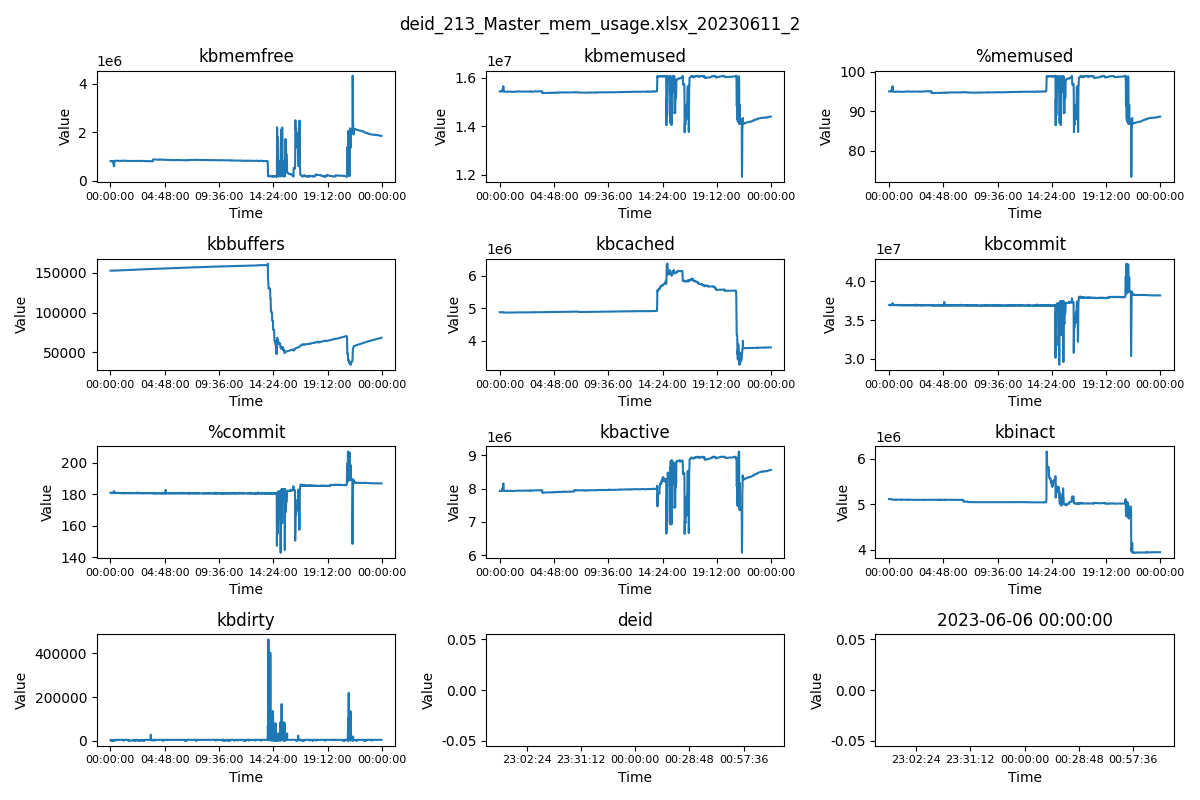 deid_213_Master_mem_usage.xlsx_20230611_2
kbmemfree
1e6
4
2
0
Value
00:00:00 04:48:00 09:36:00 14:24:00 19:12:00 00:00:00
Time
kbmemused
1e7
1.6
1.4
1.2
Value
00:00:00 04:48:00 09:36:00 14:24:00 19:12:00 00:00:00
Time
%memused
100
90
80
Value
00:00:00 04:48:00 09:36:00 14:24:00 19:12:00 00:00:00
Time
kbbuffers
150000
100000
50000
Value
00:00:00 04:48:00 09:36:00 14:24:00 19:12:00 00:00:00
Time
kbcached
1e6
6
5
4
Value
00:00:00 04:48:00 09:36:00 14:24:00 19:12:00 00:00:00
Time
kbcommit
1e7
4.0
3.5
3.0
Value
00:00:00 04:48:00 09:36:00 14:24:00 19:12:00 00:00:00
Time
%commit
200
180
160
140
Value
00:00:00 04:48:00 09:36:00 14:24:00 19:12:00 00:00:00
Time
kbactive
1e6
9
8
7
6
Value
00:00:00 04:48:00 09:36:00 14:24:00 19:12:00 00:00:00
Time
kbinact
1e6
6
5
4
Value
00:00:00 04:48:00 09:36:00 14:24:00 19:12:00 00:00:00
Time
kbdirty
400000
200000
0
Value
00:00:00 04:48:00 09:36:00 14:24:00 19:12:00 00:00:00
Time
deid
0.05
0.00
-0.05
Value
23:02:24 23:31:12 00:00:00 00:28:48 00:57:36
Time
2023-06-06 00:00:00
0.05
0.00
-0.05
Value
23:02:24 23:31:12 00:00:00 00:28:48 00:57:36
Time